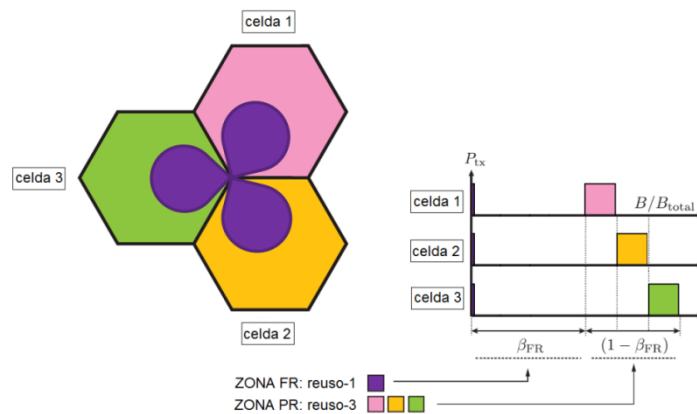 celda 1
celda 3
celda 2
P_tx
celda 1
B/B_total
celda 2
celda 3
β_FR
(1 − β_FR)
ZONA FR: reuso-1
ZONA PR: reuso-3